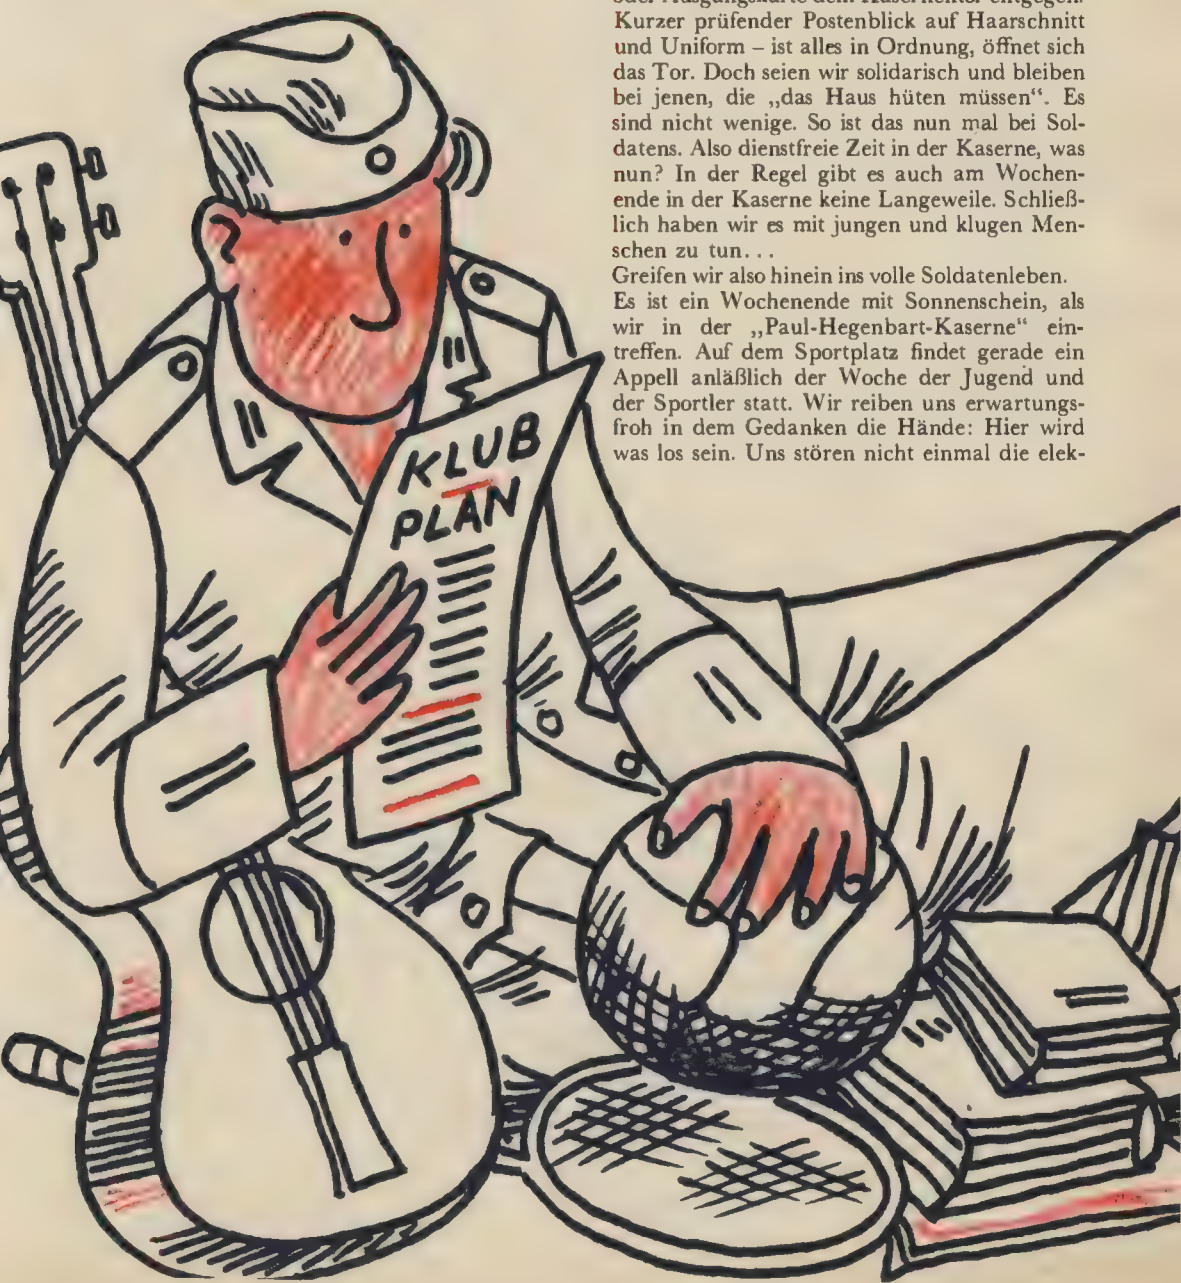 Kurzer prüfender Postenblick auf Haarschnitt
und Uniform – ist alles in Ordnung, öffnet sich
das Tor. Doch seien wir solidarisch und bleiben
bei jenen, die „das Haus hüten müssen“. Es
sind nicht wenige. So ist das nun mal bei Sol-
datens. Also dienstfreie Zeit in der Kaserne, was
nun? In der Regel gibt es auch am Wochen-
ende in der Kaserne keine Langeweile. Schließ-
lich haben wir es mit jungen und klugen Men-
schen zu tun...
Greifen wir also hinein ins volle Soldatenleben.
Es ist ein Wochenende mit Sonnenschein, als
wir in der „Paul-Hegenbart-Kaserne“ ein-
treffen. Auf dem Sportplatz findet gerade ein
Appell anläßlich der Woche der Jugend und
der Sportler statt. Wir reiben uns erwartungs-
froh in dem Gedanken die Hände: Hier wird
was los sein. Uns stören nicht einmal die elek-
KLUB
PLAN